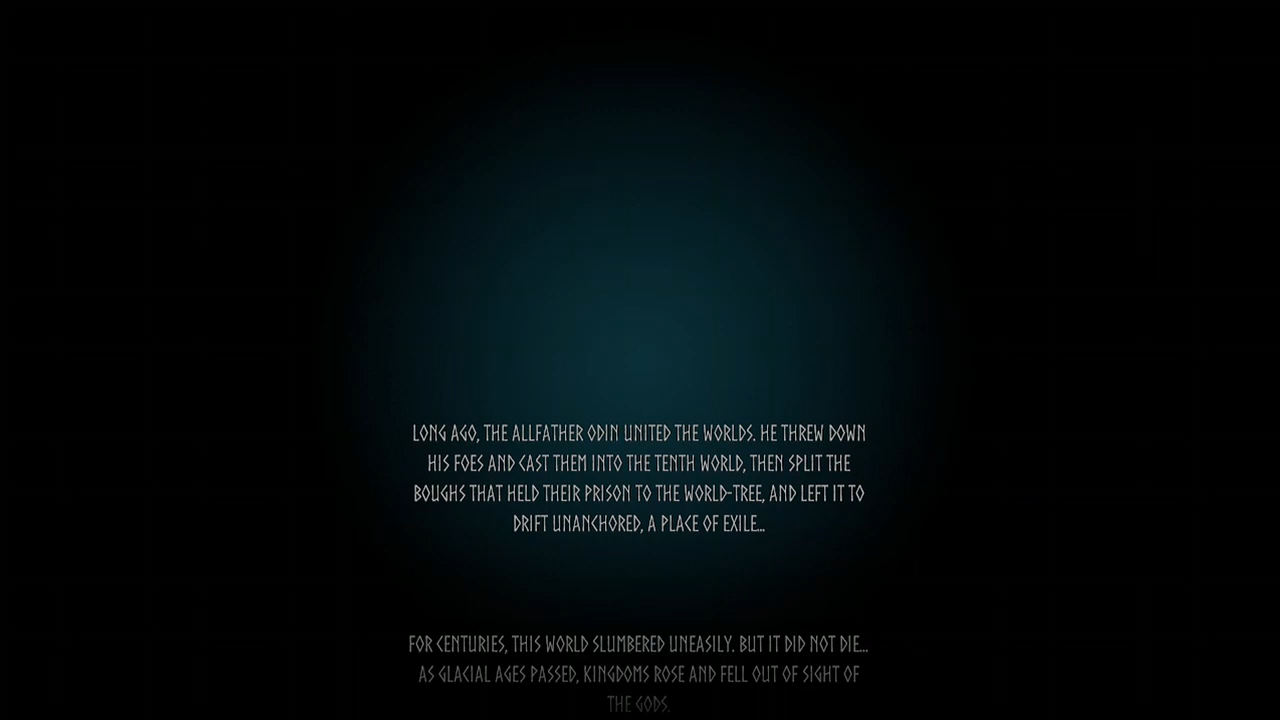 LONG AGO, THE ALLFATHER ODIN UNITED THE WORLDS. HE THREW DOWN
HIS FOES AND CAST THEM INTO THE TENTH WORLD, THEN SPLIT THE
BOUGHS THAT HELD THEIR PRISON TO THE WORLD-TREE, AND LEFT IT TO
DRIFT UNANCHORED, A PLACE OF EXILE...
FOR CENTURIES, THIS WORLD SLUMBERED UNEASILY. BUT IT DID NOT DIE...
AS GLACIAL AGES PASSED, KINGDOMS ROSE AND FELL OUT OF SIGHT OF
THE GODS.